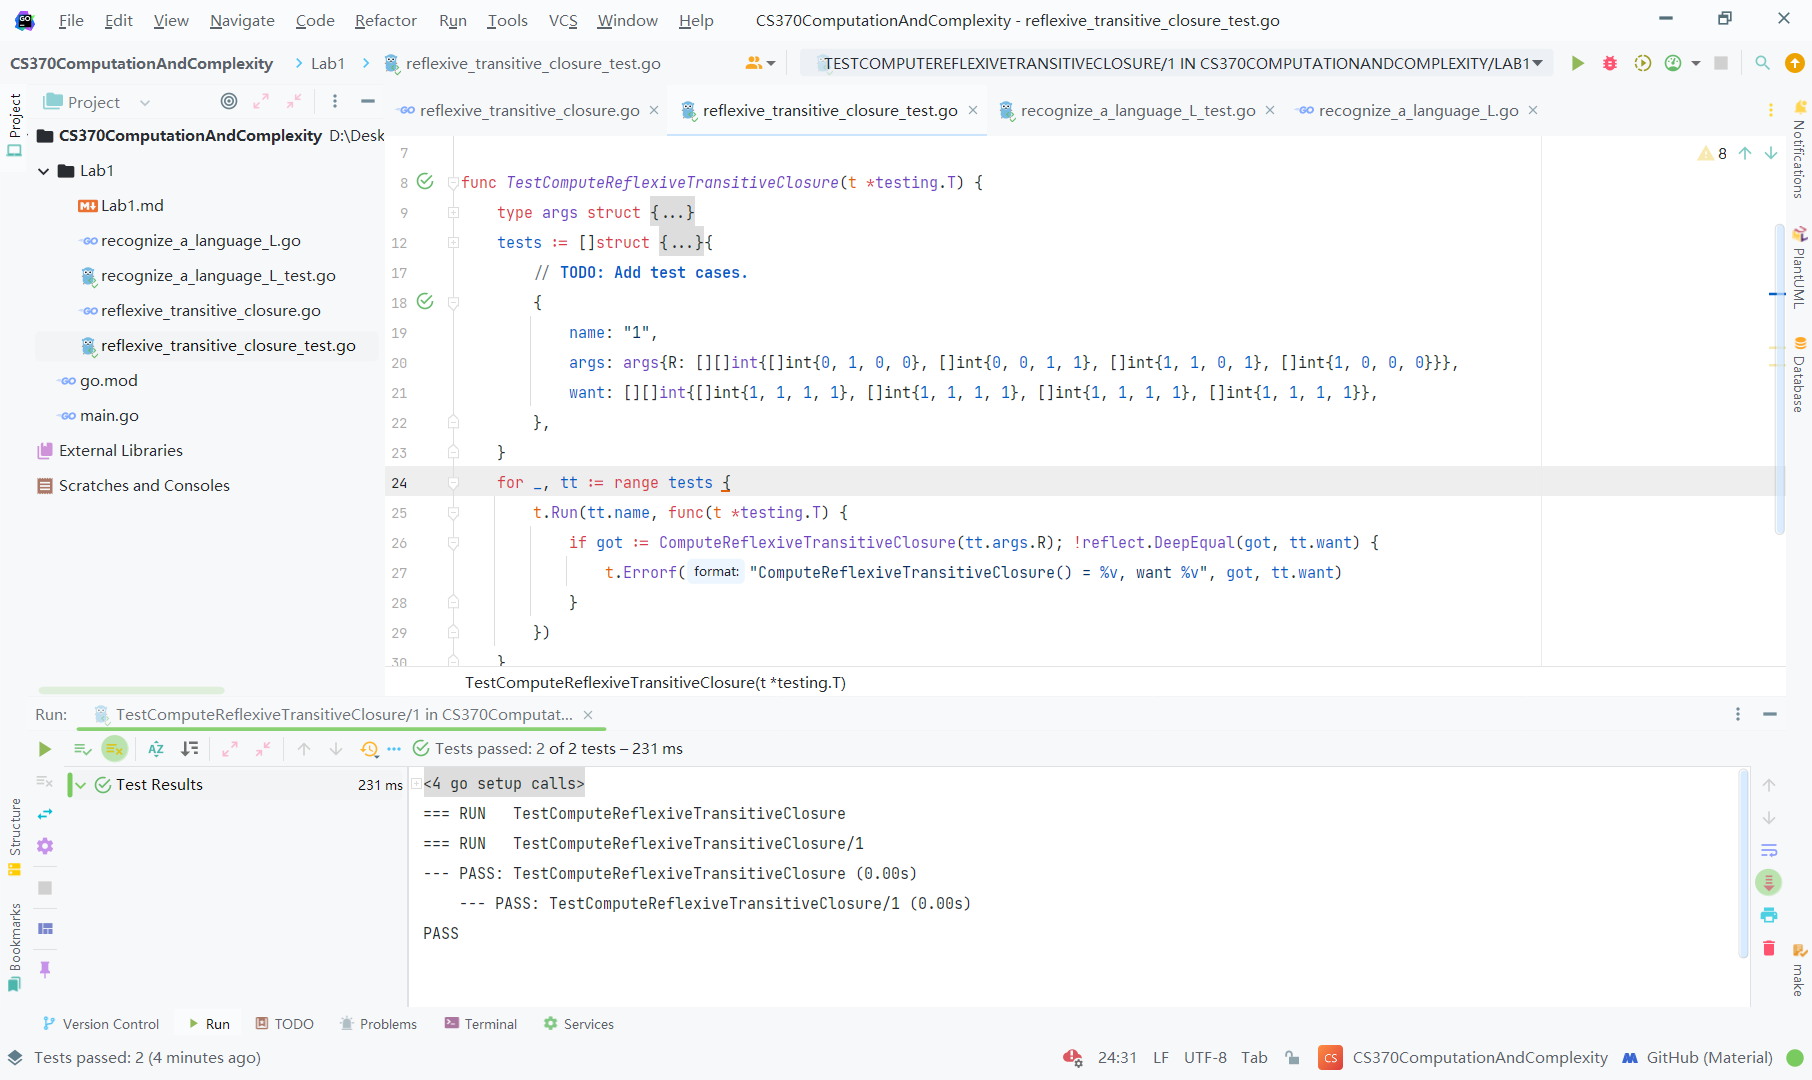 File Edit View Navigate Code Refactor Run Tools VCS Window Help CS370ComputationAndComplexity - reflexive_transitive_closure_test.go
CS370ComputationAndComplexity Lab1 reflexive_transitive_closure_test.go TESTCOMPUTEREFLEXIVETRANSITIVECLOSURE/1 IN CS370COMPUTATIONANDCOMPLEXITY/LAB1
Project
Project
reflexive_transitive_closure.go reflexive_transitive_closure_test.go recognize_a_language_L_test.go recognize_a_language_L.go
CS370ComputationAndComplexity D:\Desk
Lab1
Lab1.md
recognize_a_language_L.go
recognize_a_language_L_test.go
reflexive_transitive_closure.go
reflexive_transitive_closure_test.go
go.mod
main.go
External Libraries
Scratches and Consoles
7
8 func TestComputeReflexiveTransitiveClosure(t *testing.T) {
9 type args struct {...}
12 tests := []struct {...}{
17 // TODO: Add test cases.
18 {
19 name: "1",
20 args: args{R: [][]int{[]int{0, 1, 0, 0}, []int{0, 0, 1, 1}, []int{1, 1, 0, 1}, []int{1, 0, 0, 0}}},
21 want: [][]int{[]int{1, 1, 1, 1}, []int{1, 1, 1, 1}, []int{1, 1, 1, 1}, []int{1, 1, 1, 1}},
22 },
23 }
24 for _, tt := range tests {
25 t.Run(tt.name, func(t *testing.T) {
26 if got := ComputeReflexiveTransitiveClosure(tt.args.R); !reflect.DeepEqual(got, tt.want) {
27 t.Errorf( format: "ComputeReflexiveTransitiveClosure() = %v, want %v", got, tt.want)
28 }
29 })
30 }
8
TestComputeReflexiveTransitiveClosure(t *testing.T)
Notifications
PlantUML
Database
make
Run: TestComputeReflexiveTransitiveClosure/1 in CS370Computat...
Tests passed: 2 of 2 tests – 231 ms
Test Results 231 ms
<4 go setup calls>
=== RUN TestComputeReflexiveTransitiveClosure
=== RUN TestComputeReflexiveTransitiveClosure/1
--- PASS: TestComputeReflexiveTransitiveClosure (0.00s)
--- PASS: TestComputeReflexiveTransitiveClosure/1 (0.00s)
PASS
Structure
Bookmarks
Version Control Run TODO Problems Terminal Services
Tests passed: 2 (4 minutes ago) 24:31 LF UTF-8 Tab CS CS370ComputationAndComplexity GitHub (Material)